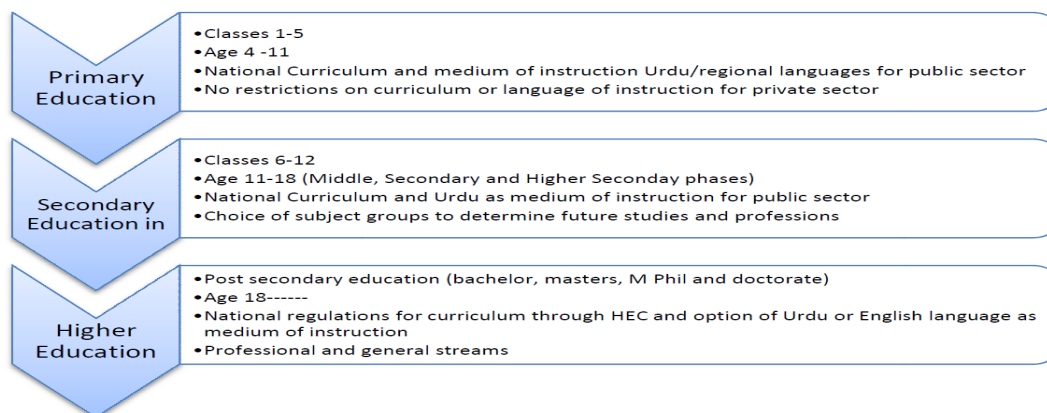 Primary
Education
•Classes 1-5
•Age 4 -11
•National Curriculum and medium of instruction Urdu/regional languages for public sector
•No restrictions on curriculum or language of instruction for private sector
Secondary
Education in
•Classes 6-12
•Age 11-18 (Middle, Secondary and Higher Seconday phases)
•National Curriculum and Urdu as medium of instruction for public sector
•Choice of subject groups to determine future studies and professions
Higher
Education
•Post secondary education (bachelor, masters, M Phil and doctorate)
•Age 18------
•National regulations for curriculum through HEC and option of Urdu or English language as
medium of instruction
•Professional and general streams